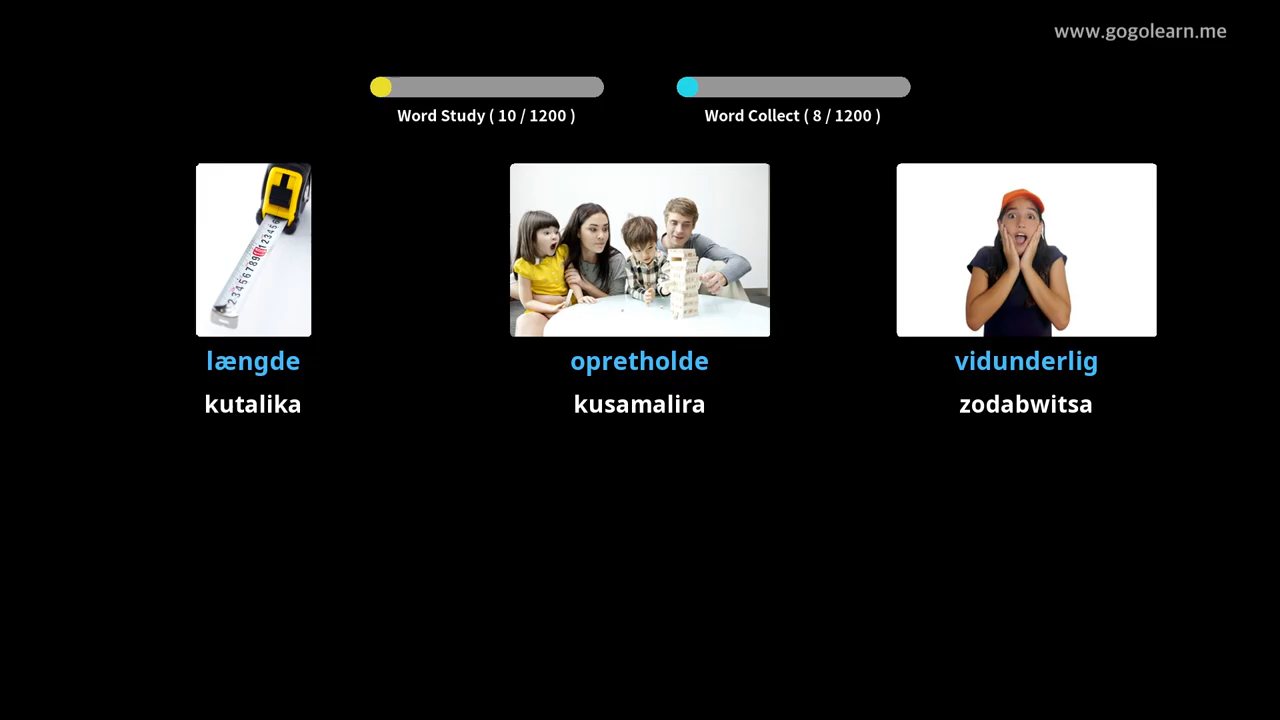 www.gogolearn.me
Word Study ( 10 / 1200 )
Word Collect ( 8 / 1200 )
længde
opretholde
vidunderlig
kutalika
kusamalira
zodabwitsa